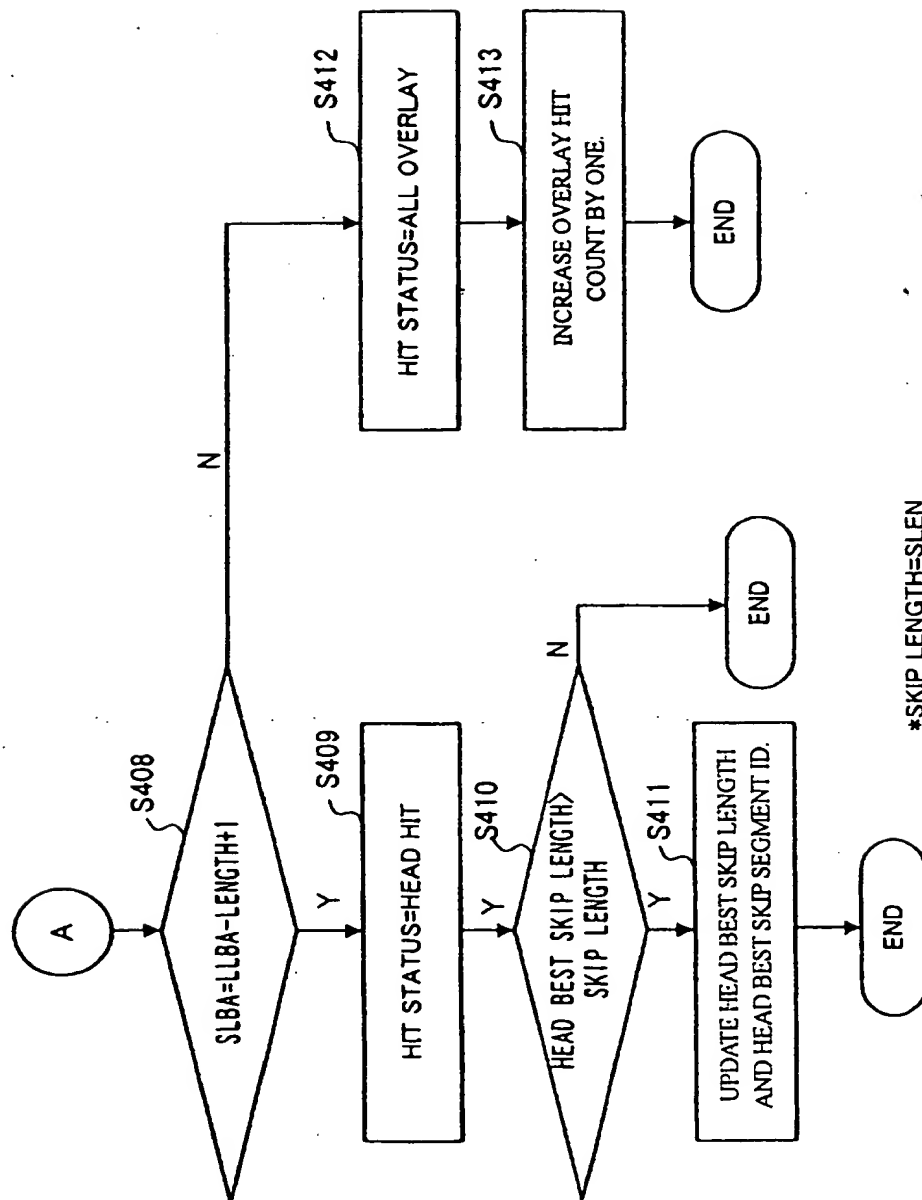 A
S408
SLBA=LLBA-LENGTH+1
N
Y
S409
HIT STATUS=HEAD HIT
Y
S410
HEAD BEST SKIP LENGTH>
SKIP LENGTH
N
Y
S411
UPDATE HEAD BEST SKIP LENGTH
AND HEAD BEST SKIP SEGMENT ID.
END
END
S412
HIT STATUS=ALL OVERLAY
S413
INCREASE OVERLAY HIT
COUNT BY ONE.
END
*SKIP LENGTH=SLEN